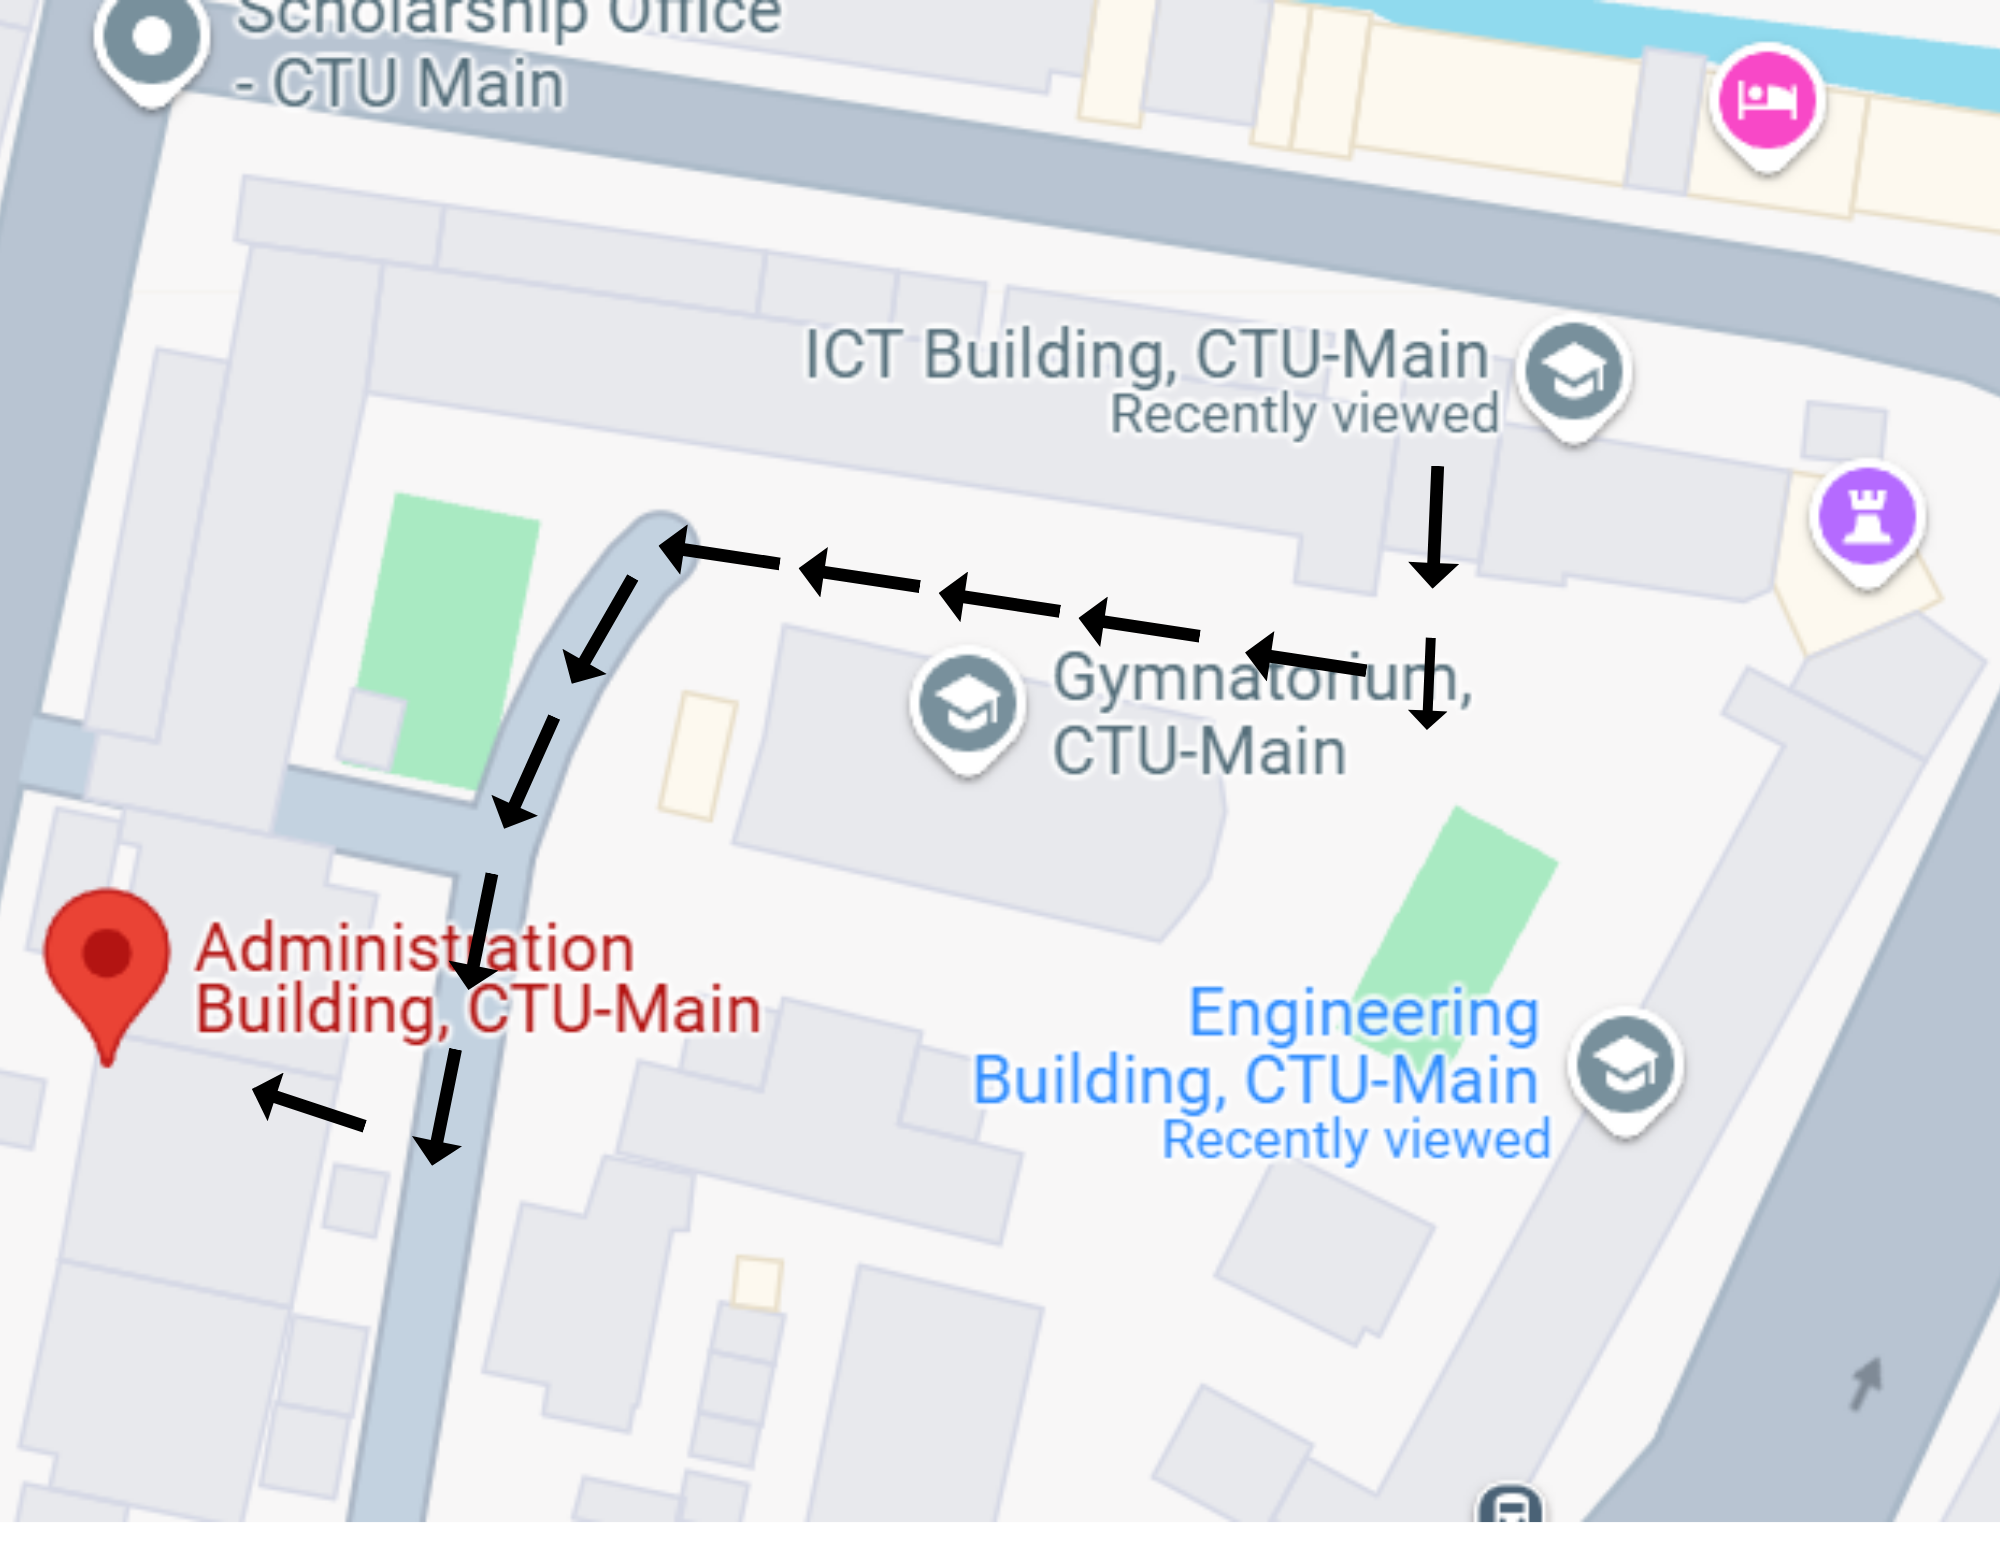 Scholarship Office
- CTU Main
ICT Building, CTU-Main
Recently viewed
Gymnatorium,
CTU-Main
Administration
Building, CTU-Main
Engineering
Building, CTU-Main
Recently viewed